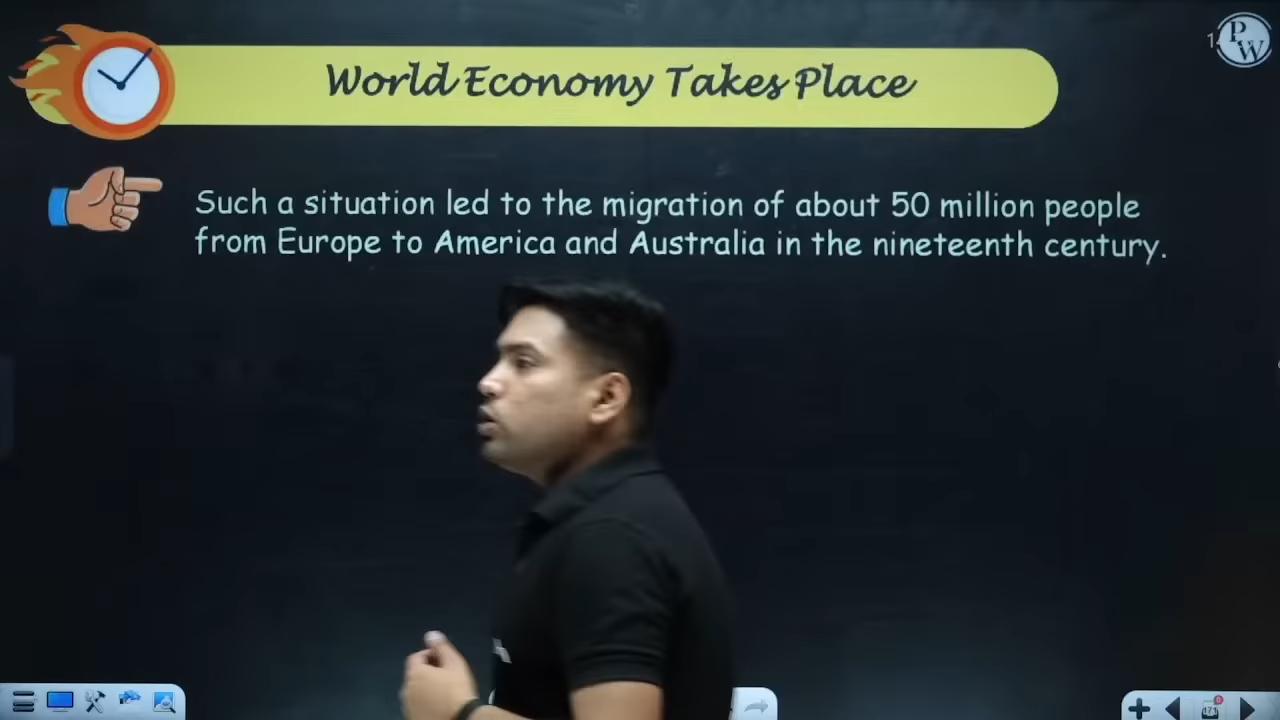 World Economy Takes Place
PW
Such a situation led to the migration of about 50 million people
from Europe to America and Australia in the nineteenth century.